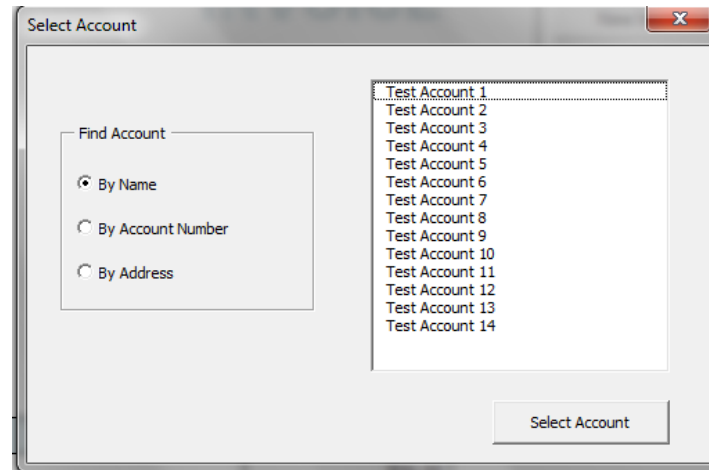 Select Account
Find Account
By Name
By Account Number
By Address
Test Account 1
Test Account 2
Test Account 3
Test Account 4
Test Account 5
Test Account 6
Test Account 7
Test Account 8
Test Account 9
Test Account 10
Test Account 11
Test Account 12
Test Account 13
Test Account 14
Select Account